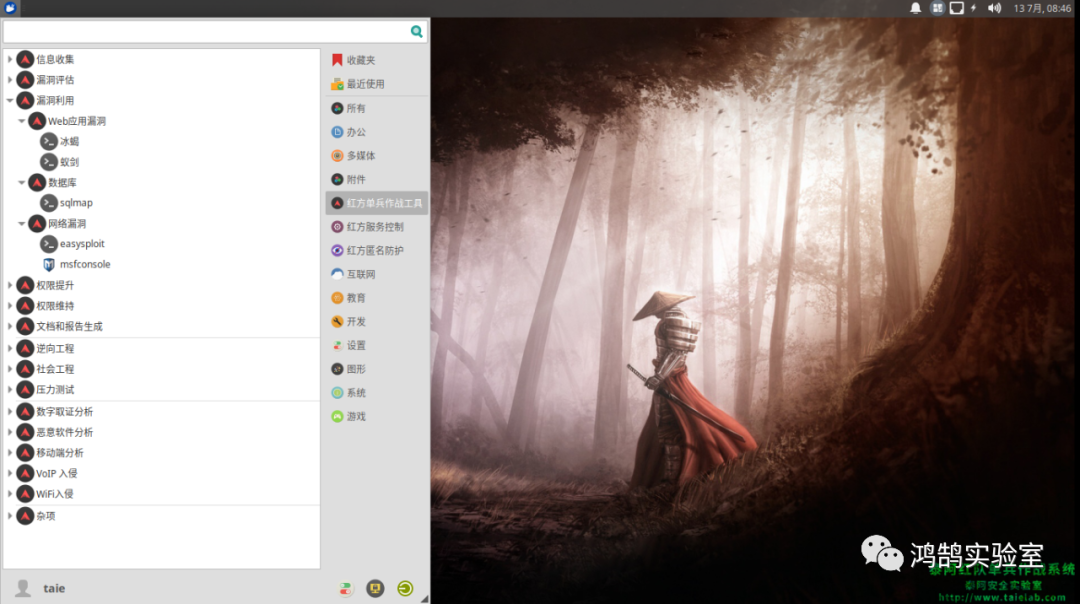 13 7月, 08:46
信息收集
漏洞评估
漏洞利用
Web应用漏洞
冰蝎
蚁剑
数据库
sqlmap
网络漏洞
easysploit
msfconsole
权限提升
权限维持
文档和报告生成
逆向工程
社会工程
压力测试
数字取证分析
恶意软件分析
移动端分析
VoIP 入侵
WiFi入侵
杂项
taie
收藏夹
最近使用
所有
办公
多媒体
附件
红方单兵作战工具
红方服务控制
红方匿名防护
互联网
教育
开发
设置
图形
系统
游戏
鸿鹄实验室
泰阿红队单兵作战系统
泰阿安全实验室
http://www.taielab.com